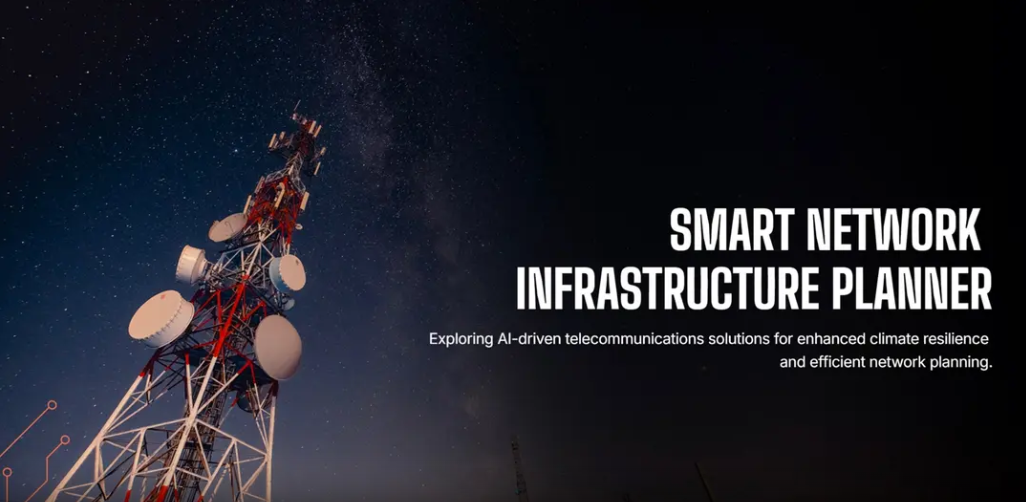 SMART NETWORK
INFRASTRUCTURE PLANNER
Exploring AI-driven telecommunications solutions for enhanced climate resilience
and efficient network planning.